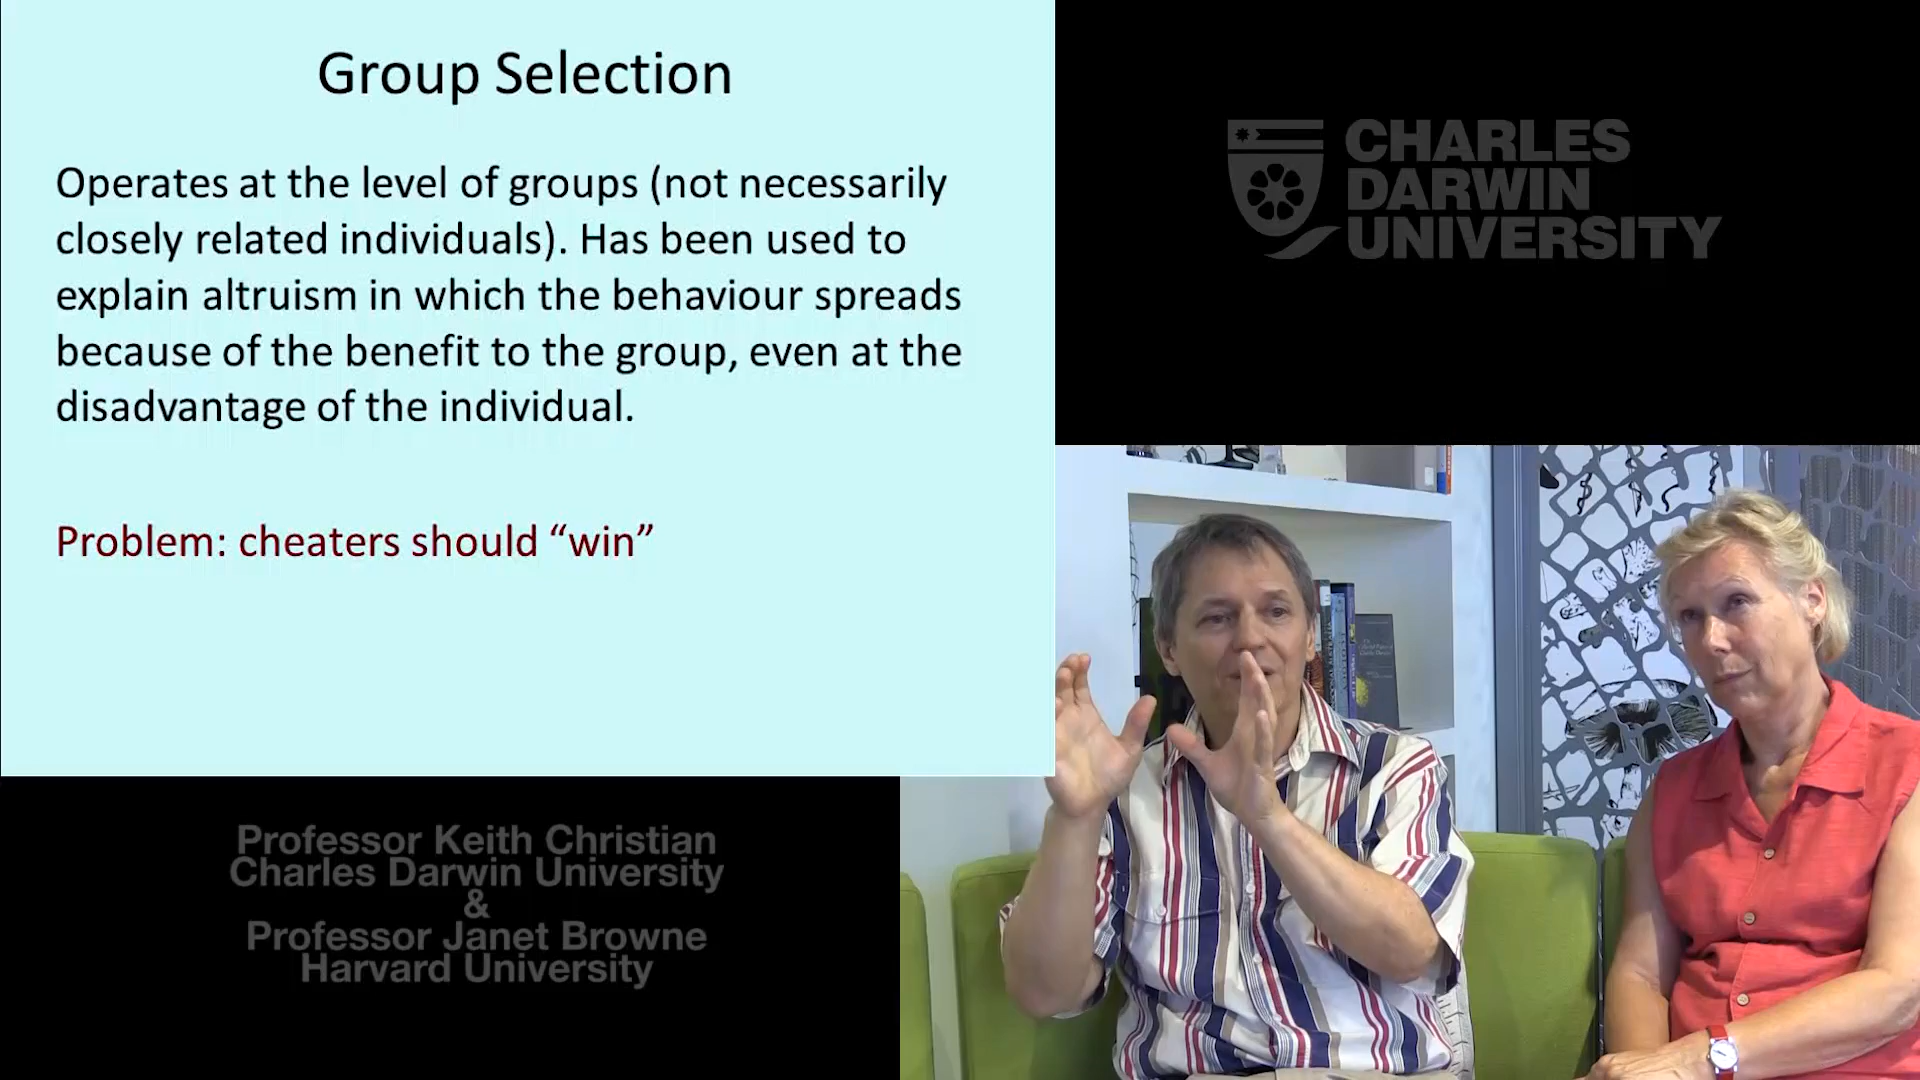 Group Selection
Operates at the level of groups (not necessarily
closely related individuals). Has been used to
explain altruism in which the behaviour spreads
because of the benefit to the group, even at the
disadvantage of the individual.
Problem: cheaters should “win”
CHARLES
DARWIN
UNIVERSITY
Professor Keith Christian
Charles Darwin University
&
Professor Janet Browne
Harvard University